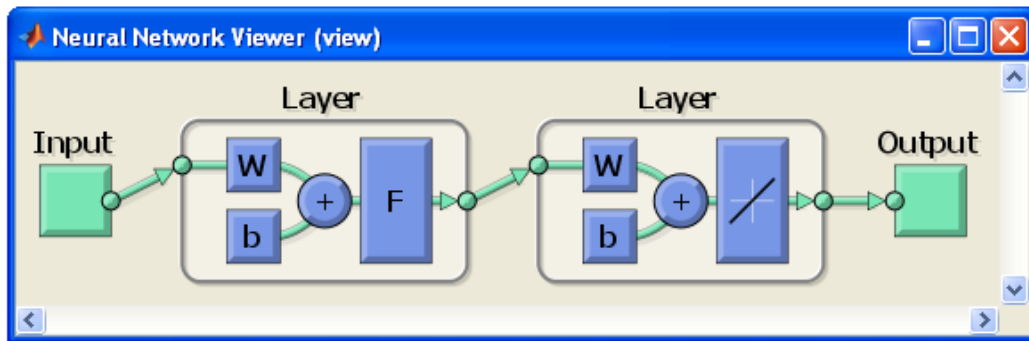 Neural Network Viewer (view)
Layer
Layer
Input
Output
W
F
W
+
+
b
b